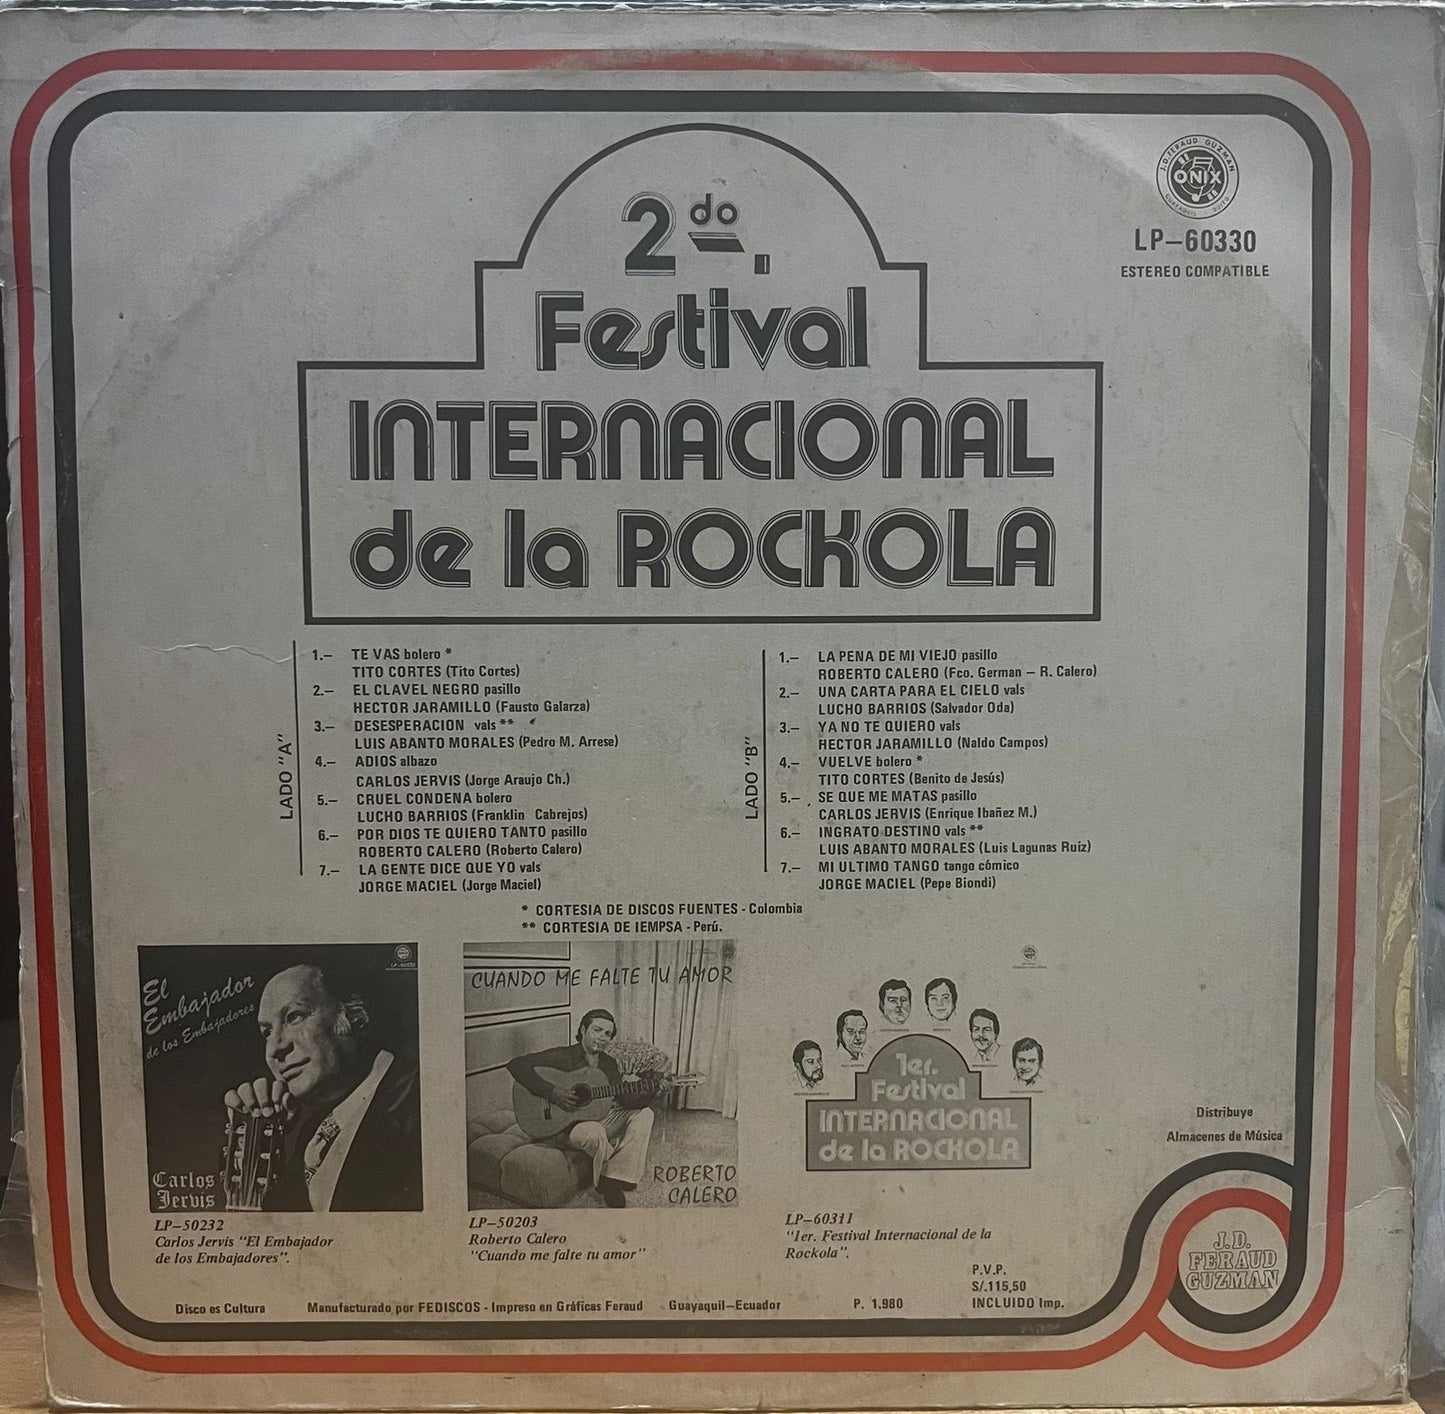 J.D. FERAUD GUZMAN
ONIX
GUAYAQUIL QUITO
LP-60330
ESTEREO COMPATIBLE
2do.
Festival
INTERNACIONAL
de la ROCKOLA
LADO "A"
1.- TE VAS bolero *
TITO CORTES (Tito Cortes)
2.- EL CLAVEL NEGRO pasillo
HECTOR JARAMILLO (Fausto Galarza)
3.- DESESPERACION vals **
LUIS ABANTO MORALES (Pedro M. Arrese)
4.- ADIOS albazo
CARLOS JERVIS (Jorge Araujo Ch.)
5.- CRUEL CONDENA bolero
LUCHO BARRIOS (Franklin Cabrejos)
6.- POR DIOS TE QUIERO TANTO pasillo
ROBERTO CALERO (Roberto Calero)
7.- LA GENTE DICE QUE YO vals
JORGE MACIEL (Jorge Maciel)
LADO "B"
1.- LA PENA DE MI VIEJO pasillo
ROBERTO CALERO (Fco. German - R. Calero)
2.- UNA CARTA PARA EL CIELO vals
LUCHO BARRIOS (Salvador Oda)
3.- YA NO TE QUIERO vals
HECTOR JARAMILLO (Naldo Campos)
4.- VUELVE bolero *
TITO CORTES (Benito de Jesús)
5.- SE QUE ME MATAS pasillo
CARLOS JERVIS (Enrique Ibañez M.)
6.- INGRATO DESTINO vals **
LUIS ABANTO MORALES (Luis Lagunas Ruiz)
7.- MI ULTIMO TANGO tango cómico
JORGE MACIEL (Pepe Biondi)
* CORTESIA DE DISCOS FUENTES - Colombia
** CORTESIA DE IEMPSA - Perú.
LP-50232
El
Embajador
de los Embajadores
Carlos
Jervis
LP-50232
Carlos Jervis "El Embajador
de los Embajadores".
CUANDO ME FALTE TU AMOR
ROBERTO
CALERO
LP-50203
Roberto Calero
"Cuando me falte tu amor"
1er.
Festival
INTERNACIONAL
de la ROCKOLA
LP-60311
"1er. Festival Internacional de la
Rockola".
Distribuye
Almacenes de Música
J.D.
FERAUD
GUZMAN
P.V.P.
S/.115,50
INCLUIDO Imp.
Disco es Cultura Manufacturado por FEDISCOS - Impreso en Gráficas Feraud Guayaquil-Ecuador P. 1.980